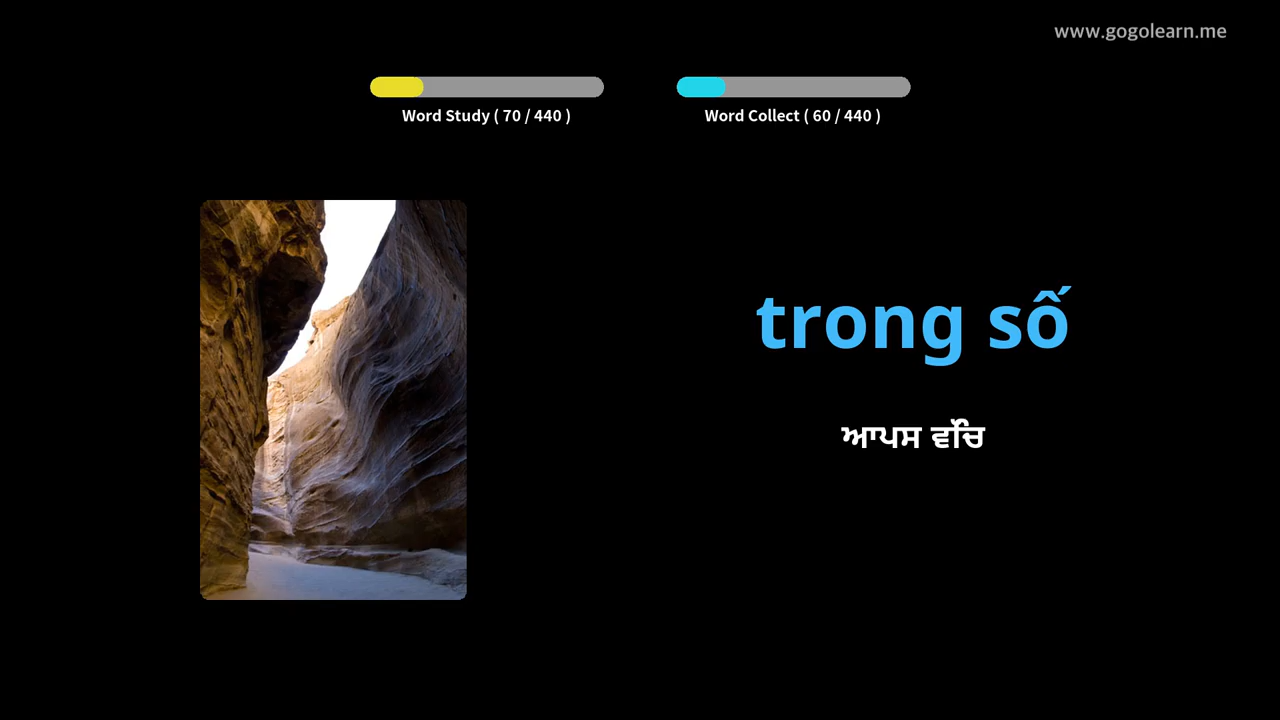 www.gogolearn.me
Word Study ( 70 / 440 )
Word Collect ( 60 / 440 )
trong số
ਆਪਸ ਵਿੱਚ